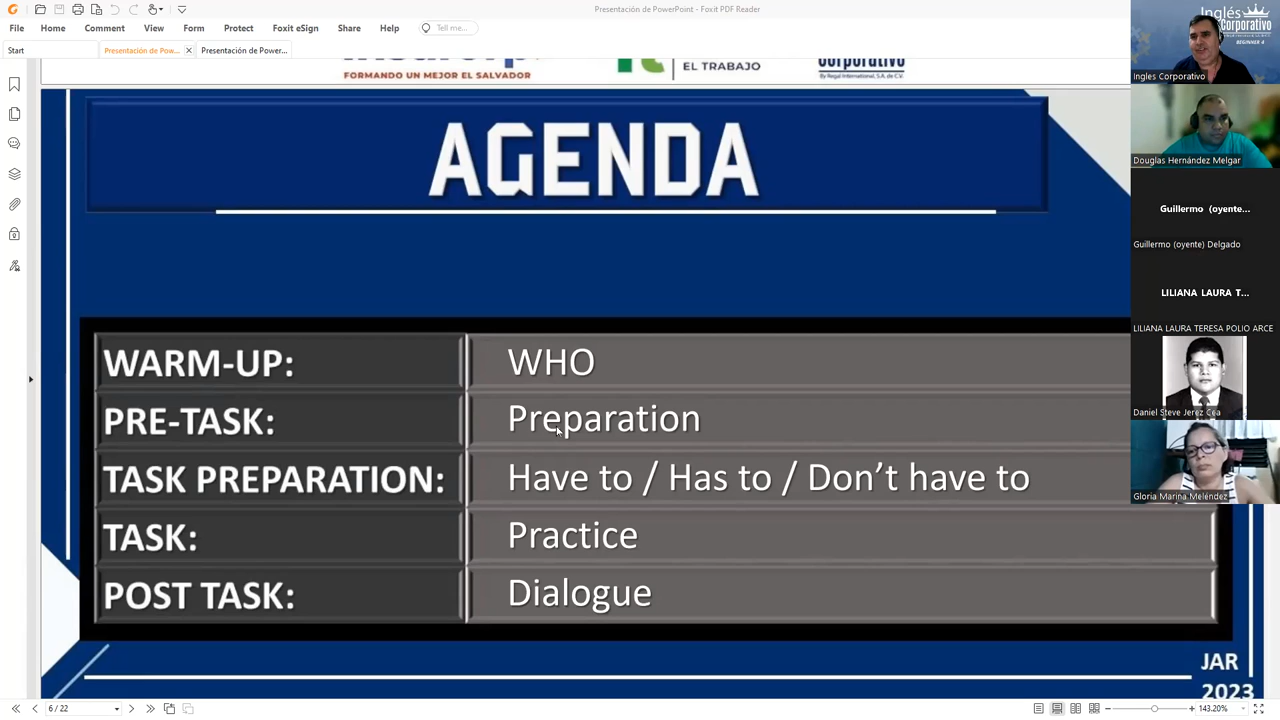 Presentación de PowerPoint - Foxit PDF Reader
File Home Comment View Form Protect Foxit eSign Share Help Tell me...
Start Presentación de Pow... Presentación de Power...
FORMANDO UN MEJOR EL SALVADOR
EL TRABAJO
Corporativo
By Regal International, S.A. de C.V.
AGENDA
WARM-UP: WHO
PRE-TASK: Preparation
TASK PREPARATION: Have to / Has to / Don’t have to
TASK: Practice
POST TASK: Dialogue
JAR
2023
6 / 22
143.20%
Inglés
Corporativo
BEGINNER 4
Ingles Corporativo
Douglas Hernández Melgar
Guillermo (oyente...
Guillermo (oyente) Delgado
LILIANA LAURA T...
LILIANA LAURA TERESA POLIO ARCE
Daniel Steve Jerez Cea
Gloria Marina Meléndez